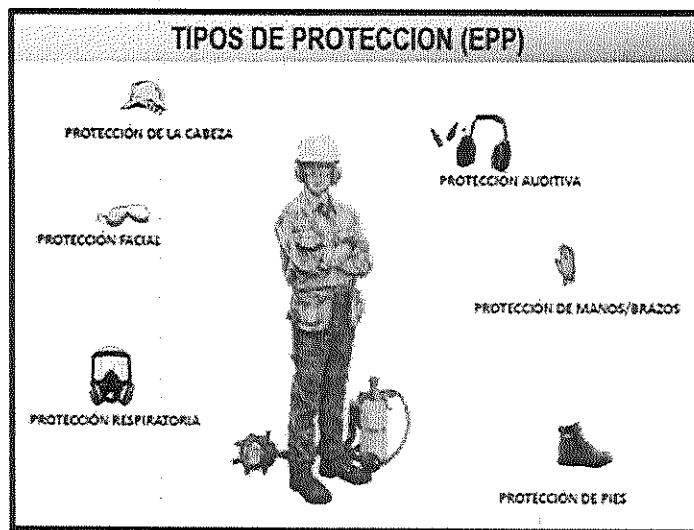 TIPOS DE PROTECCION (EPP)
PROTECCIÓN DE LA CABEZA
PROTECCIÓN AUDITIVA
PROTECCIÓN FACIAL
PROTECCIÓN DE MANOS/BRAZOS
PROTECCIÓN RESPIRATORIA
PROTECCIÓN DE PIES